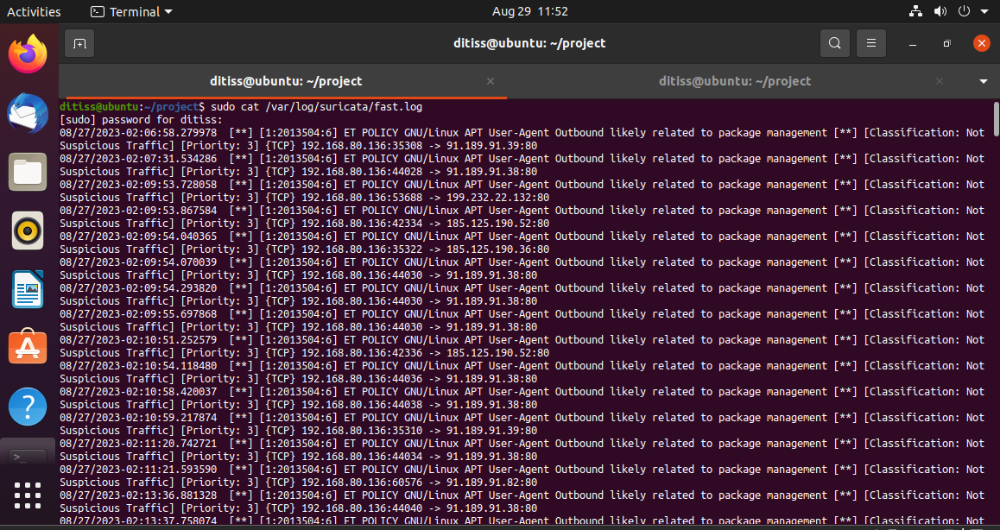 Activities
Terminal
Aug 29 11:52
ditiss@ubuntu: ~/project
ditiss@ubuntu: ~/project
ditiss@ubuntu: ~/project
ditiss@ubuntu:~/project$ sudo cat /var/log/suricata/fast.log
[sudo] password for ditiss:
08/27/2023-02:06:58.279978  [**] [1:2013504:6] ET POLICY GNU/Linux APT User-Agent Outbound likely related to package management [**] [Classification: Not
Suspicious Traffic] [Priority: 3] {TCP} 192.168.80.136:35308 -> 91.189.91.39:80
08/27/2023-02:07:31.534286  [**] [1:2013504:6] ET POLICY GNU/Linux APT User-Agent Outbound likely related to package management [**] [Classification: Not
Suspicious Traffic] [Priority: 3] {TCP} 192.168.80.136:44028 -> 91.189.91.38:80
08/27/2023-02:09:53.728058  [**] [1:2013504:6] ET POLICY GNU/Linux APT User-Agent Outbound likely related to package management [**] [Classification: Not
Suspicious Traffic] [Priority: 3] {TCP} 192.168.80.136:53688 -> 199.232.22.132:80
08/27/2023-02:09:53.867584  [**] [1:2013504:6] ET POLICY GNU/Linux APT User-Agent Outbound likely related to package management [**] [Classification: Not
Suspicious Traffic] [Priority: 3] {TCP} 192.168.80.136:42334 -> 185.125.190.52:80
08/27/2023-02:09:54.040365  [**] [1:2013504:6] ET POLICY GNU/Linux APT User-Agent Outbound likely related to package management [**] [Classification: Not
Suspicious Traffic] [Priority: 3] {TCP} 192.168.80.136:35322 -> 185.125.190.36:80
08/27/2023-02:09:54.070039  [**] [1:2013504:6] ET POLICY GNU/Linux APT User-Agent Outbound likely related to package management [**] [Classification: Not
Suspicious Traffic] [Priority: 3] {TCP} 192.168.80.136:44030 -> 91.189.91.38:80
08/27/2023-02:09:54.293820  [**] [1:2013504:6] ET POLICY GNU/Linux APT User-Agent Outbound likely related to package management [**] [Classification: Not
Suspicious Traffic] [Priority: 3] {TCP} 192.168.80.136:44030 -> 91.189.91.38:80
08/27/2023-02:09:55.697868  [**] [1:2013504:6] ET POLICY GNU/Linux APT User-Agent Outbound likely related to package management [**] [Classification: Not
Suspicious Traffic] [Priority: 3] {TCP} 192.168.80.136:44030 -> 91.189.91.38:80
08/27/2023-02:10:51.252579  [**] [1:2013504:6] ET POLICY GNU/Linux APT User-Agent Outbound likely related to package management [**] [Classification: Not
Suspicious Traffic] [Priority: 3] {TCP} 192.168.80.136:42336 -> 185.125.190.52:80
08/27/2023-02:10:54.118480  [**] [1:2013504:6] ET POLICY GNU/Linux APT User-Agent Outbound likely related to package management [**] [Classification: Not
Suspicious Traffic] [Priority: 3] {TCP} 192.168.80.136:44036 -> 91.189.91.38:80
08/27/2023-02:10:58.420037  [**] [1:2013504:6] ET POLICY GNU/Linux APT User-Agent Outbound likely related to package management [**] [Classification: Not
Suspicious Traffic] [Priority: 3] {TCP} 192.168.80.136:44038 -> 91.189.91.38:80
08/27/2023-02:10:59.217874  [**] [1:2013504:6] ET POLICY GNU/Linux APT User-Agent Outbound likely related to package management [**] [Classification: Not
Suspicious Traffic] [Priority: 3] {TCP} 192.168.80.136:35310 -> 91.189.91.39:80
08/27/2023-02:11:20.742721  [**] [1:2013504:6] ET POLICY GNU/Linux APT User-Agent Outbound likely related to package management [**] [Classification: Not
Suspicious Traffic] [Priority: 3] {TCP} 192.168.80.136:44034 -> 91.189.91.38:80
08/27/2023-02:11:21.593590  [**] [1:2013504:6] ET POLICY GNU/Linux APT User-Agent Outbound likely related to package management [**] [Classification: Not
Suspicious Traffic] [Priority: 3] {TCP} 192.168.80.136:60576 -> 91.189.91.82:80
08/27/2023-02:13:36.881328  [**] [1:2013504:6] ET POLICY GNU/Linux APT User-Agent Outbound likely related to package management [**] [Classification: Not
Suspicious Traffic] [Priority: 3] {TCP} 192.168.80.136:44040 -> 91.189.91.38:80
08/27/2023-02:13:37.758074  [**] [1:2013504:6] ET POLICY GNU/Linux APT User-Agent Outbound likely related to package management [**] [Classification: Not